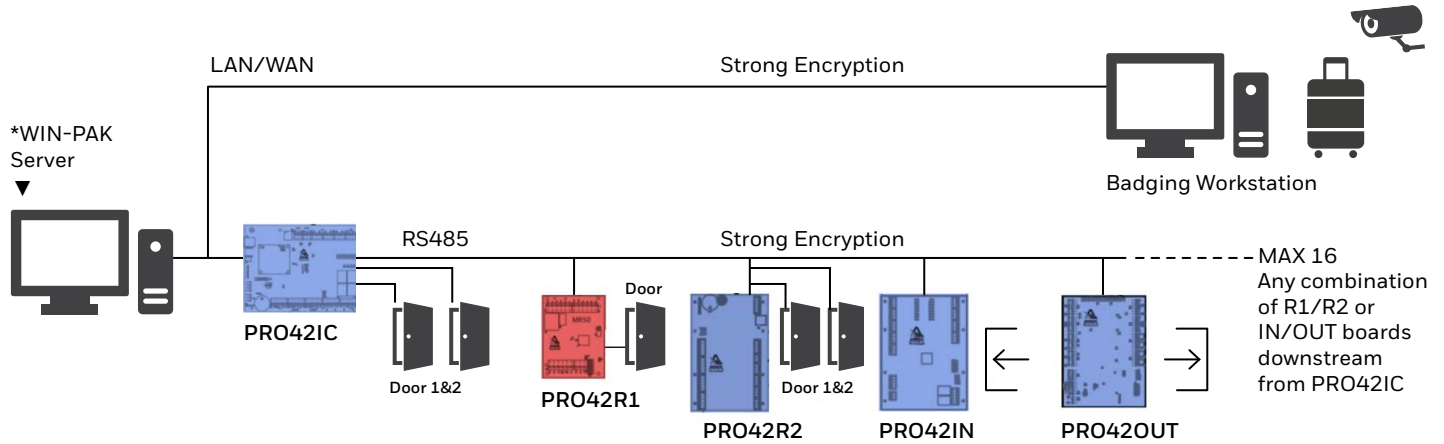 LAN/WAN
Strong Encryption
*WIN-PAK
Server
Badging Workstation
RS485
Strong Encryption
MAX 16
Any combination
of R1/R2 or
IN/OUT boards
downstream
from PRO42IC
PRO42IC
Door 1&2
MR50
Door
PRO42R1
Door 1&2
PRO42R2
PRO42IN
PRO42OUT